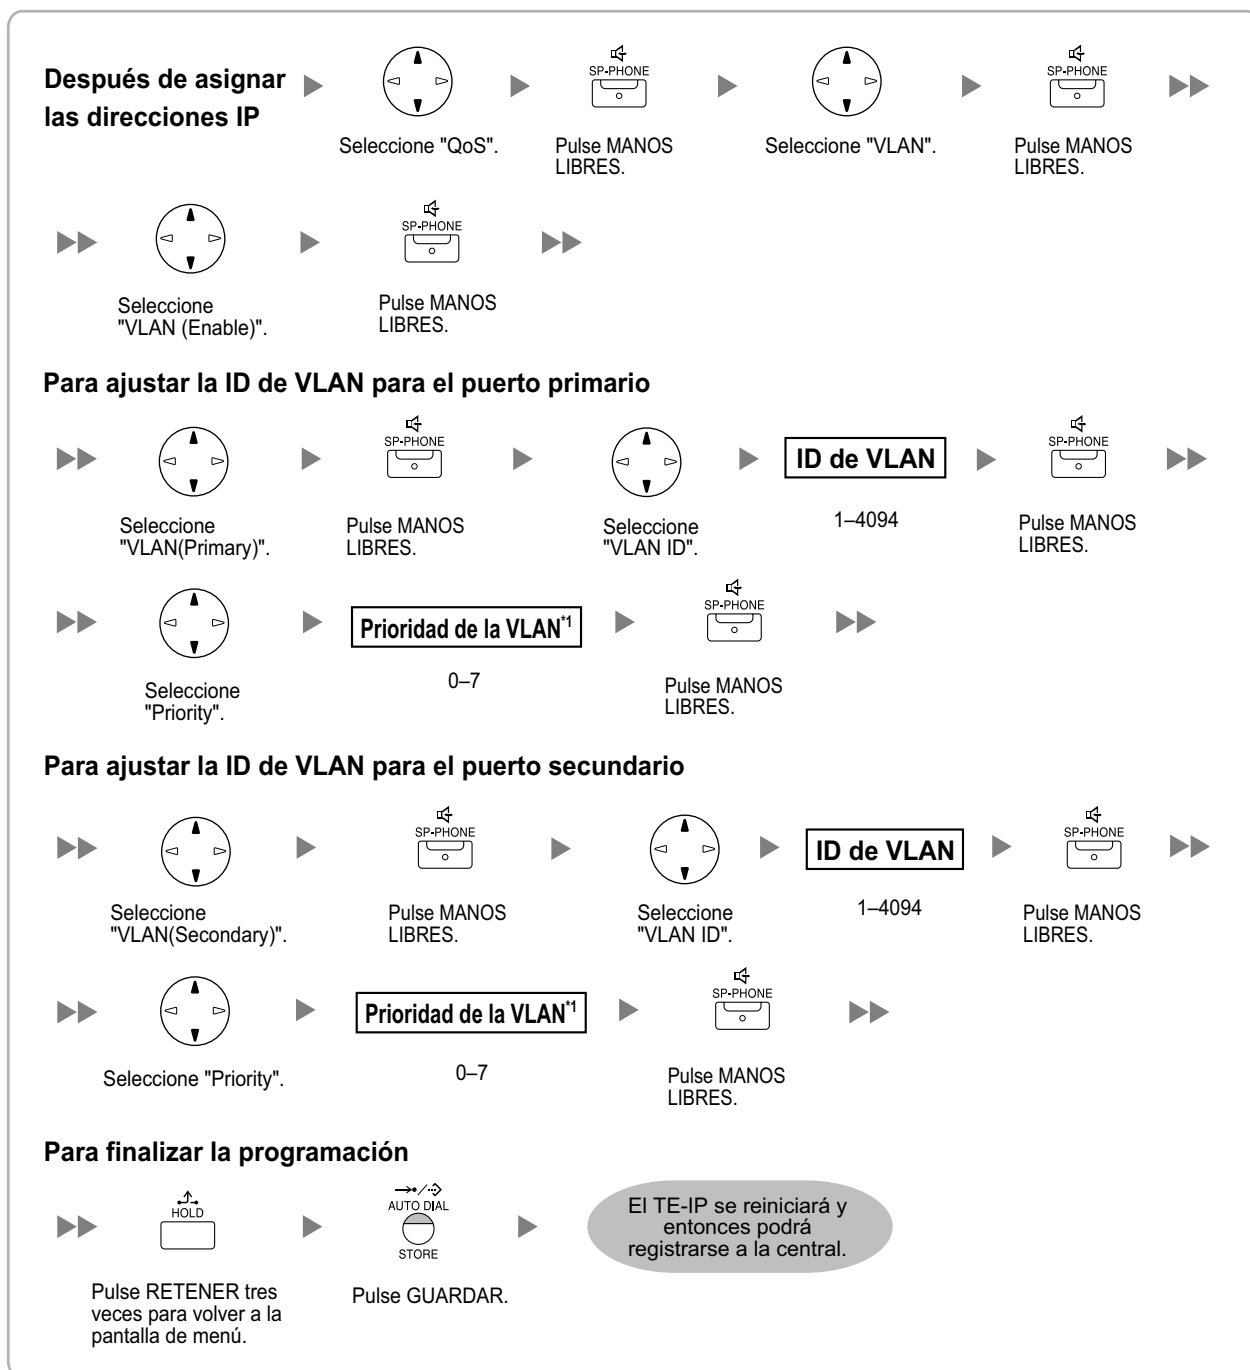 Después de asignar
las direcciones IP
SP-PHONE
SP-PHONE
Seleccione "QoS".
Pulse MANOS
LIBRES.
Seleccione "VLAN".
Pulse MANOS
LIBRES.
SP-PHONE
Seleccione
"VLAN (Enable)".
Pulse MANOS
LIBRES.
Para ajustar la ID de VLAN para el puerto primario
SP-PHONE
ID de VLAN
SP-PHONE
Seleccione
"VLAN(Primary)".
Pulse MANOS
LIBRES.
Seleccione
"VLAN ID".
1–4094
Pulse MANOS
LIBRES.
Prioridad de la VLAN*1
SP-PHONE
Seleccione
"Priority".
0–7
Pulse MANOS
LIBRES.
Para ajustar la ID de VLAN para el puerto secundario
SP-PHONE
ID de VLAN
SP-PHONE
Seleccione
"VLAN(Secondary)".
Pulse MANOS
LIBRES.
Seleccione
"VLAN ID".
1–4094
Pulse MANOS
LIBRES.
Prioridad de la VLAN*1
SP-PHONE
Seleccione "Priority".
0–7
Pulse MANOS
LIBRES.
Para finalizar la programación
HOLD
AUTO DIAL
STORE
El TE-IP se reiniciará y
entonces podrá
registrarse a la central.
Pulse RETENER tres
veces para volver a la
pantalla de menú.
Pulse GUARDAR.